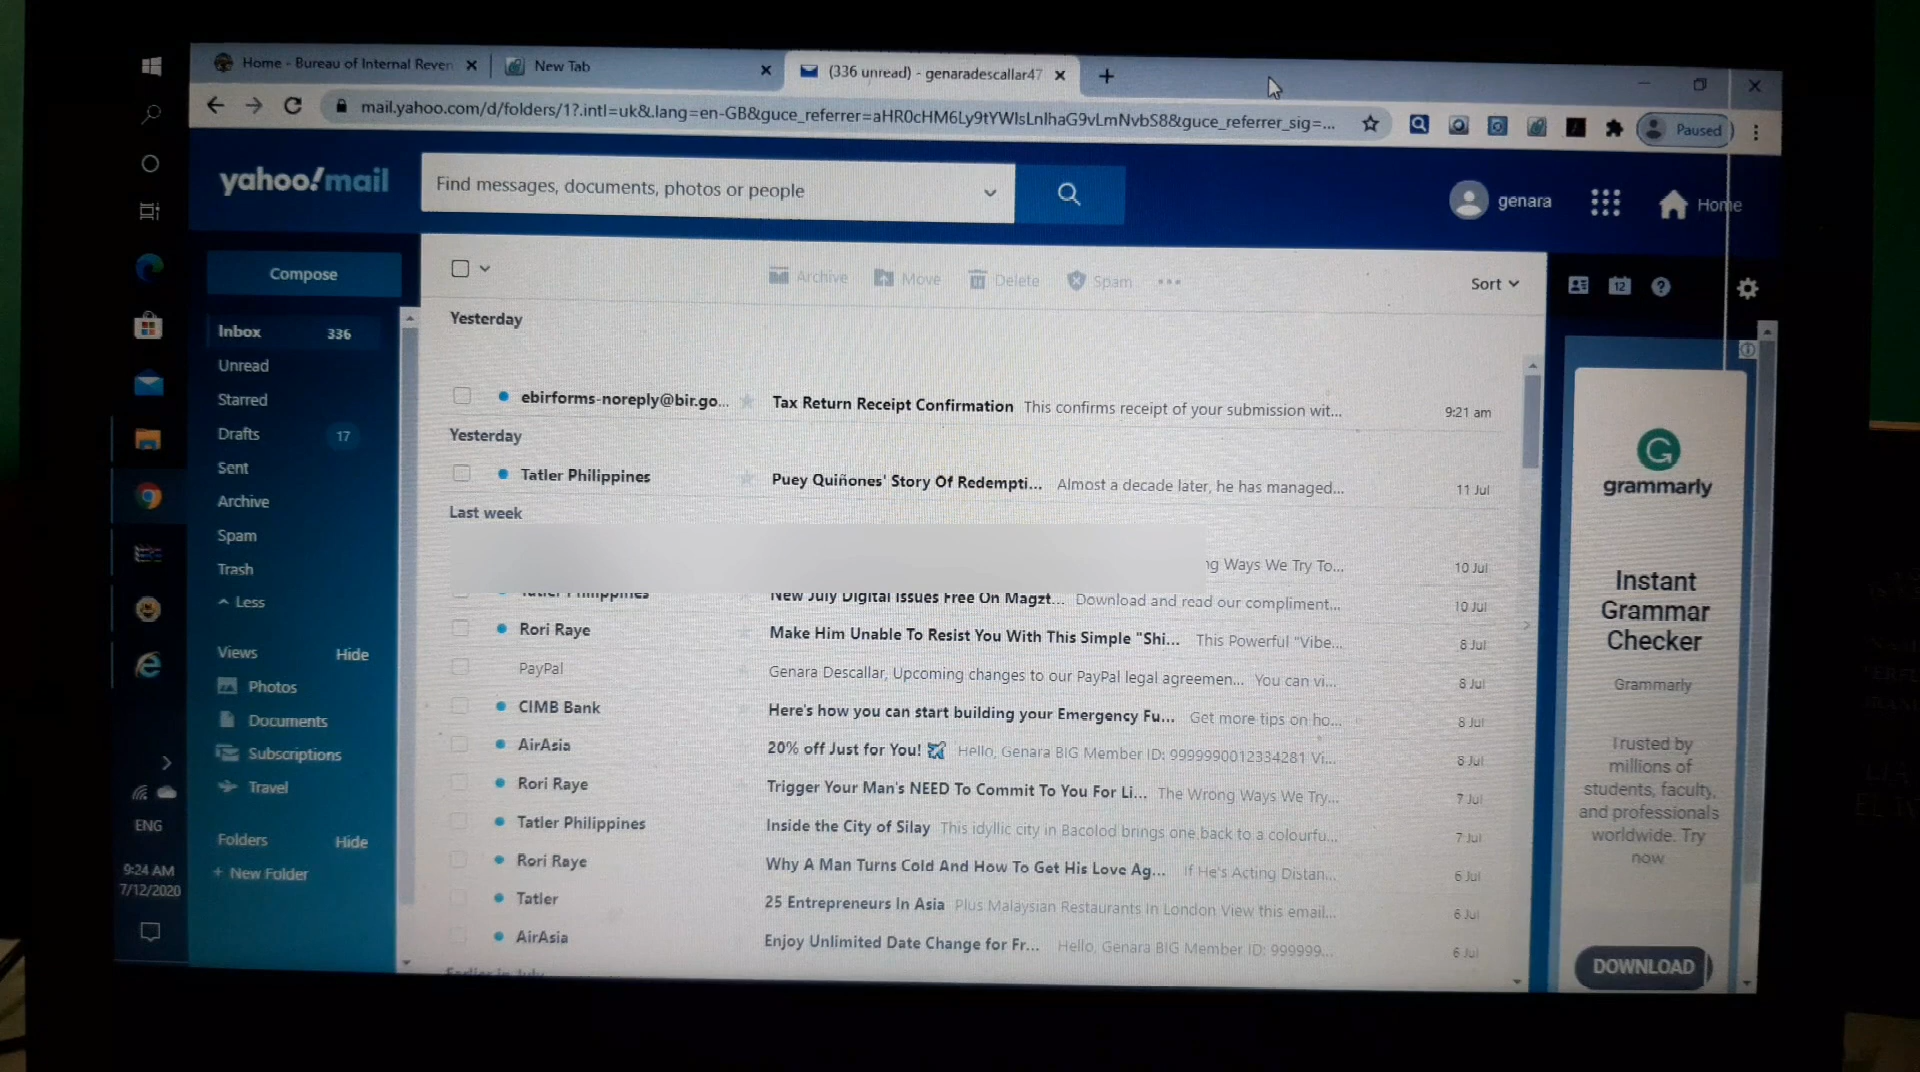 Home - Bureau of Internal Reven
New Tab
(336 unread) - genaradescallar47
mail.yahoo.com/d/folders/1?.intl=uk&.lang=en-GB&guce_referrer=aHR0cHM6Ly9tYWlsLnlhaG9vLmNvbS8&guce_referrer_sig=...
Paused
yahoo!mail
Find messages, documents, photos or people
genara
Home
Compose
Archive Move Delete Spam
Sort
12
Inbox 336
Unread
Starred
Drafts 17
Sent
Archive
Spam
Trash
Less
Views Hide
Photos
Documents
Subscriptions
Travel
Folders Hide
+ New Folder
Yesterday
ebirforms-noreply@bir.go... Tax Return Receipt Confirmation This confirms receipt of your submission wit... 9:21 am
Yesterday
Tatler Philippines Puey Quiñones' Story Of Redempti... Almost a decade later, he has managed... 11 Jul
Last week
ng Ways We Try To... 10 Jul
Tatler Philippines New July Digital Issues Free On Magzt... Download and read our compliment... 10 Jul
Rori Raye Make Him Unable To Resist You With This Simple "Shi... This Powerful "Vibe... 8 Jul
PayPal Genara Descallar, Upcoming changes to our PayPal legal agreemen... You can vi... 8 Jul
CIMB Bank Here's how you can start building your Emergency Fu... Get more tips on ho... 8 Jul
AirAsia 20% off Just for You! Hello, Genara BIG Member ID: 9999990012334281 Vi... 8 Jul
Rori Raye Trigger Your Man's NEED To Commit To You For Li... The Wrong Ways We Try... 7 Jul
Tatler Philippines Inside the City of Silay This idyllic city in Bacolod brings one back to a colourfu... 7 Jul
Rori Raye Why A Man Turns Cold And How To Get His Love Ag... If He's Acting Distan... 6 Jul
Tatler 25 Entrepreneurs In Asia Plus Malaysian Restaurants In London View this email... 6 Jul
AirAsia Enjoy Unlimited Date Change for Fr... Hello, Genara BIG Member ID: 999999... 6 Jul
Earlier in July
grammarly
Instant
Grammar
Checker
Grammarly
Trusted by
millions of
students, faculty,
and professionals
worldwide. Try
now
DOWNLOAD
ENG
9:24 AM
7/12/2020